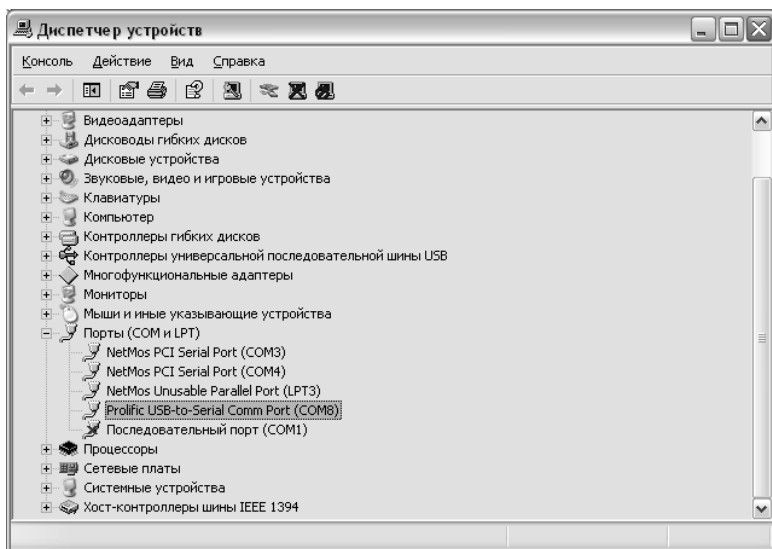 Диспетчер устройств
Консоль Действие Вид Справка
Видеоадаптеры
Дисководы гибких дисков
Дисковые устройства
Звуковые, видео и игровые устройства
Клавиатуры
Компьютер
Контроллеры гибких дисков
Контроллеры универсальной последовательной шины USB
Многофункциональные адаптеры
Мониторы
Мыши и иные указывающие устройства
Порты (COM и LPT)
NetMos PCI Serial Port (COM3)
NetMos PCI Serial Port (COM4)
NetMos Unusable Parallel Port (LPT3)
Prolific USB-to-Serial Comm Port (COM8)
Последовательный порт (COM1)
Процессоры
Сетевые платы
Системные устройства
Хост-контроллеры шины IEEE 1394